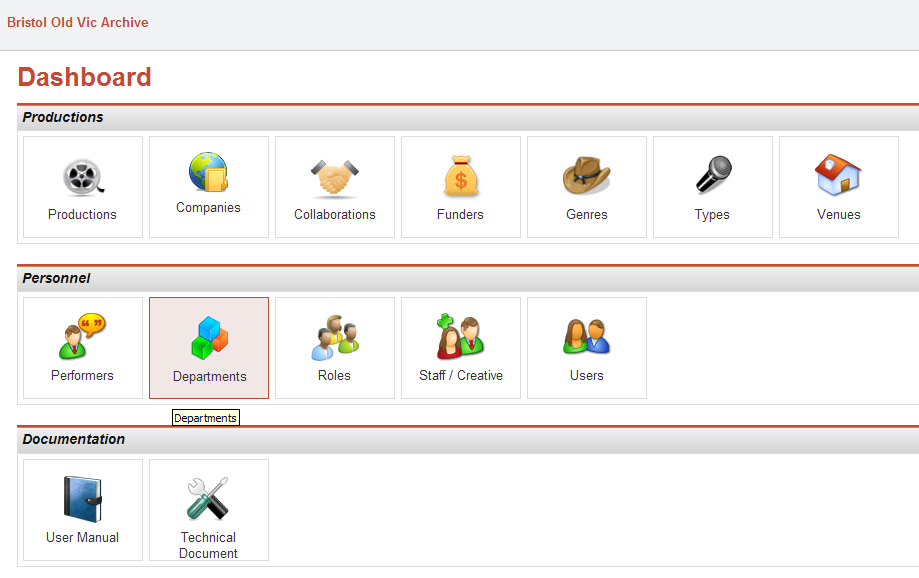 Bristol Old Vic Archive
Dashboard
Productions
Productions
Companies
Collaborations
Funders
Genres
Types
Venues
Personnel
Performers
Departments
Roles
Staff / Creative
Users
Departments
Documentation
User Manual
Technical
Document